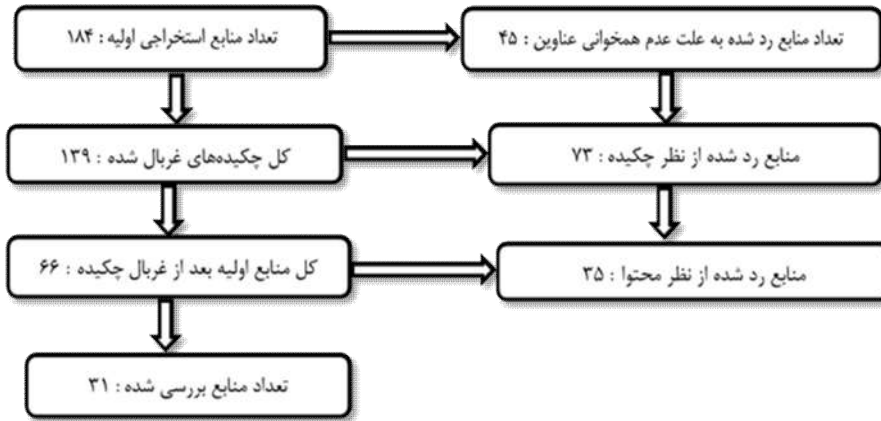 تعداد منابع استخراجی اولیه : ۱۸۴
تعداد منابع رد شده به علت عدم همخوانی عناوین : ۴۵
کل چکیده‌های غربال شده : ۱۳۹
منابع رد شده از نظر چکیده : ۷۳
کل منابع اولیه بعد از غربال چکیده : ۶۶
منابع رد شده از نظر محتوا : ۳۵
تعداد منابع بررسی شده : ۳۱